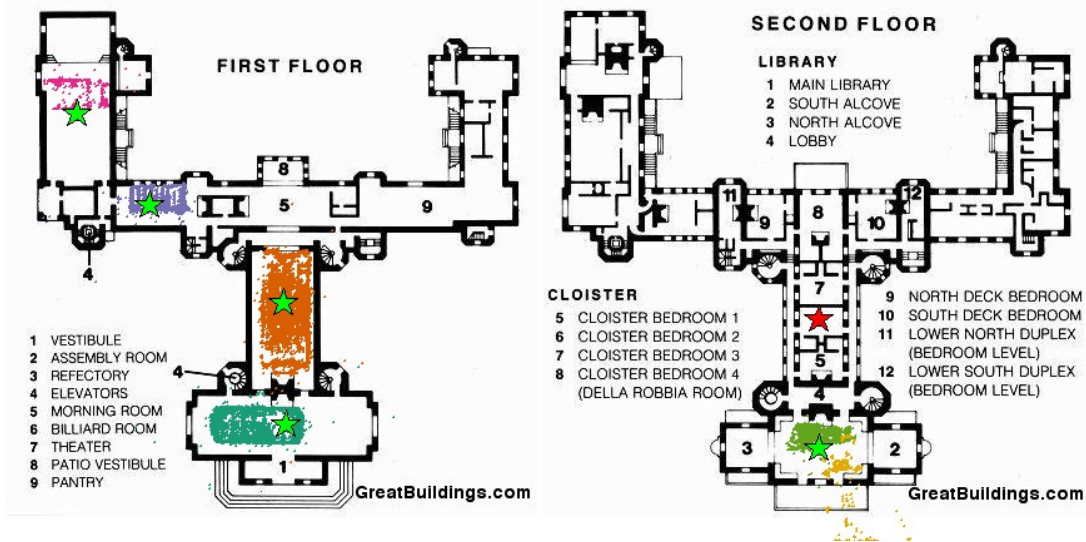 FIRST FLOOR
8
5
9
4
4
1
1 VESTIBULE
2 ASSEMBLY ROOM
3 REFECTORY
4 ELEVATORS
5 MORNING ROOM
6 BILLIARD ROOM
7 THEATER
8 PATIO VESTIBULE
9 PANTRY
GreatBuildings.com
SECOND FLOOR
LIBRARY
1 MAIN LIBRARY
2 SOUTH ALCOVE
3 NORTH ALCOVE
4 LOBBY
11
9
8
10
12
7
5
4
3
2
CLOISTER
5 CLOISTER BEDROOM 1
6 CLOISTER BEDROOM 2
7 CLOISTER BEDROOM 3
8 CLOISTER BEDROOM 4
(DELLA ROBBIA ROOM)
9 NORTH DECK BEDROOM
10 SOUTH DECK BEDROOM
11 LOWER NORTH DUPLEX
(BEDROOM LEVEL)
12 LOWER SOUTH DUPLEX
(BEDROOM LEVEL)
GreatBuildings.com